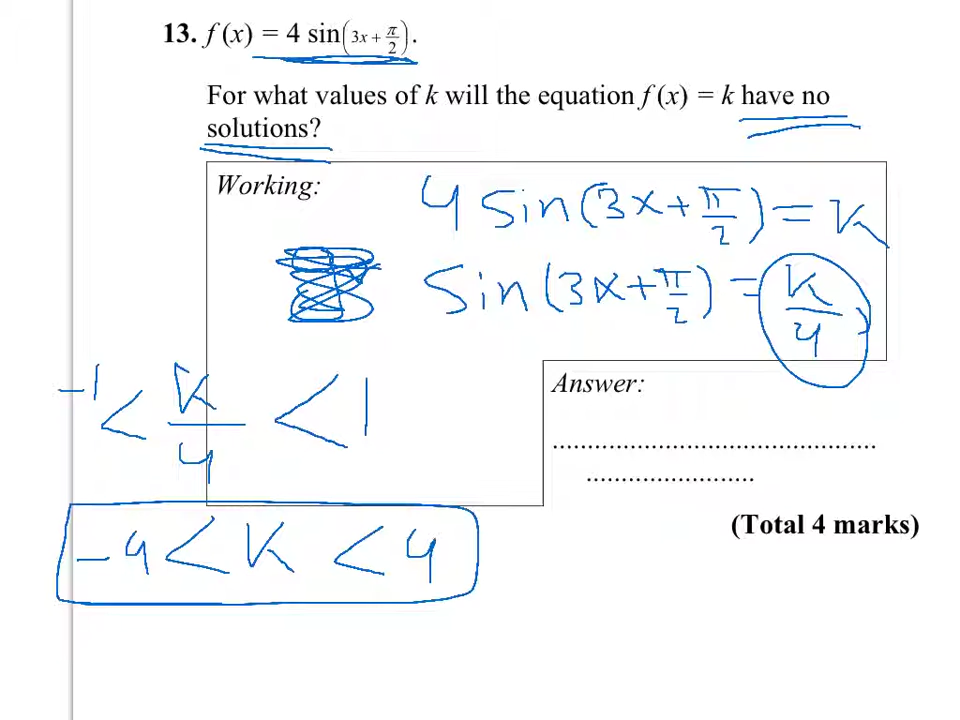 13. f (x) = 4 sin(3x + π/2).
For what values of k will the equation f (x) = k have no
solutions?
Working:
4 sin(3x+π/2) = k
sin(3x+π/2) = k/4
-1 < k/4 < 1
Answer:
.............................................
........................
-4 < k < 4
(Total 4 marks)